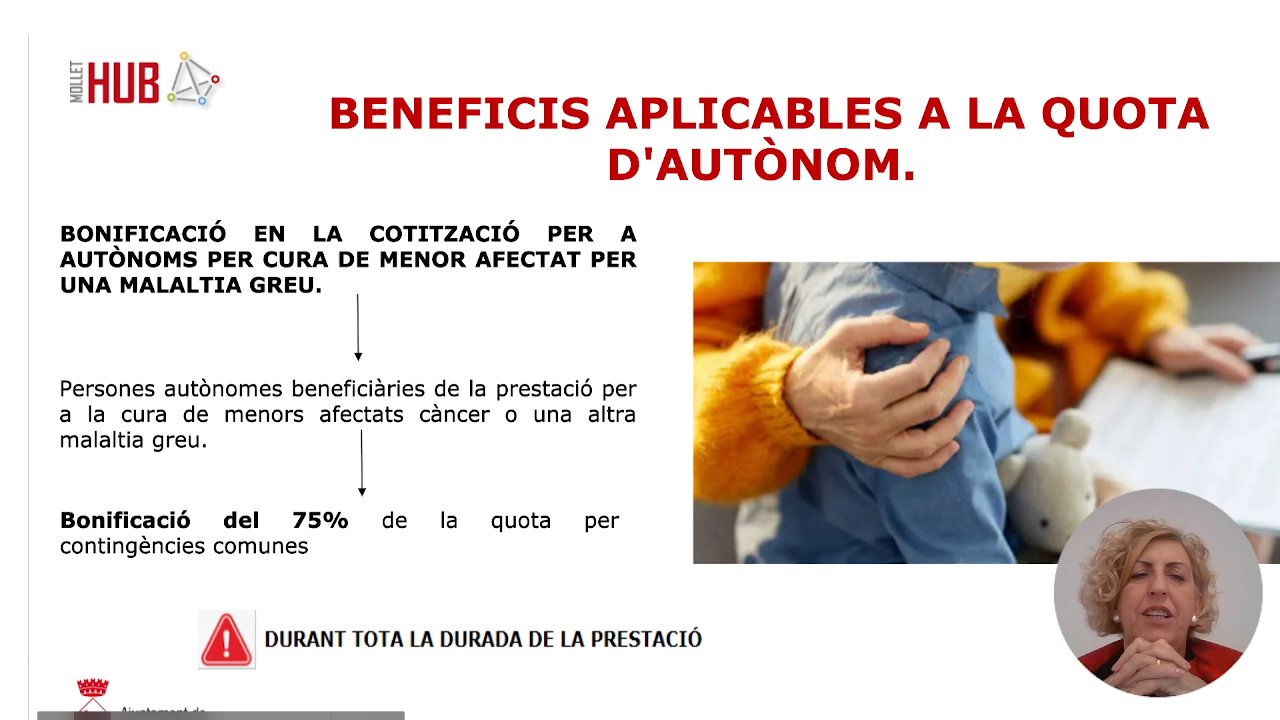 MOLLET
HUB
BENEFICIS APLICABLES A LA QUOTA
D'AUTÒNOM.
BONIFICACIÓ EN LA COTITZACIÓ PER A
AUTÒNOMS PER CURA DE MENOR AFECTAT PER
UNA MALALTIA GREU.
Persones autònomes beneficiàries de la prestació per
a la cura de menors afectats càncer o una altra
malaltia greu.
Bonificació del 75% de la quota per
contingències comunes
DURANT TOTA LA DURADA DE LA PRESTACIÓ
Ajuntament de